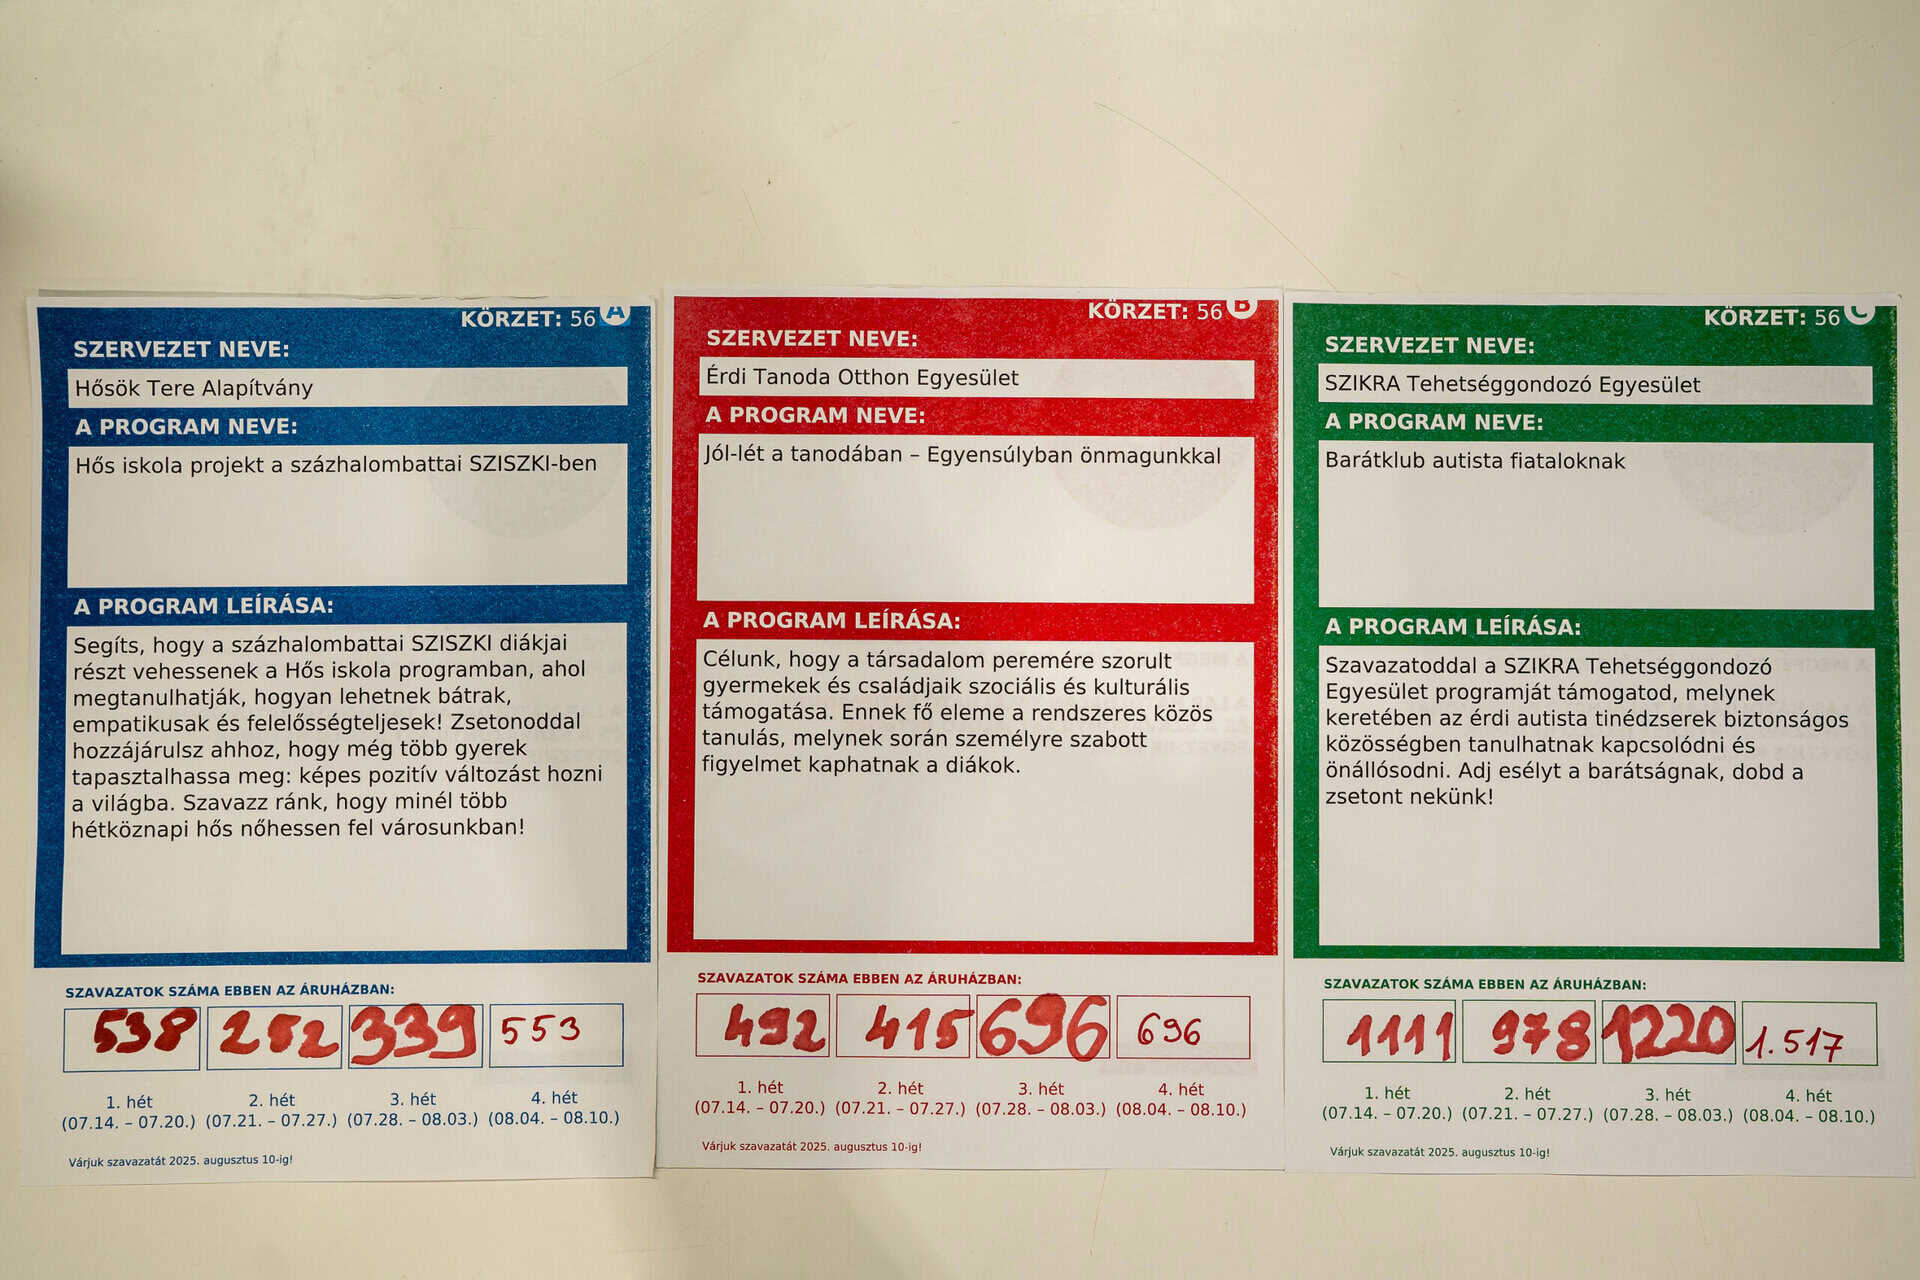 KÖRZET: 56 A
SZERVEZET NEVE:
Hősök Tere Alapítvány
A PROGRAM NEVE:
Hős iskola projekt a százhalombattai SZISZKI-ben
A PROGRAM LEÍRÁSA:
Segíts, hogy a százhalombattai SZISZKI diákjai
részt vehessenek a Hős iskola programban, ahol
megtanulhatják, hogyan lehetnek bátrak,
empatikusak és felelősségteljesek! Zsetonoddal
hozzájárulsz ahhoz, hogy még több gyerek
tapasztalhassa meg: képes pozitív változást hozni
a világba. Szavazz ránk, hogy minél több
hétköznapi hős nőhessen fel városunkban!
SZAVAZATOK SZÁMA EBBEN AZ ÁRUHÁZBAN:
538 252 339 553
1. hét 2. hét 3. hét 4. hét
(07.14. – 07.20.) (07.21. – 07.27.) (07.28. – 08.03.) (08.04. – 08.10.)
Várjuk szavazatát 2025. augusztus 10-ig!
KÖRZET: 56 B
SZERVEZET NEVE:
Érdi Tanoda Otthon Egyesület
A PROGRAM NEVE:
Jól-lét a tanodában – Egyensúlyban önmagunkkal
A PROGRAM LEÍRÁSA:
Célunk, hogy a társadalom peremére szorult
gyermekek és családjaik szociális és kulturális
támogatása. Ennek fő eleme a rendszeres közös
tanulás, melynek során személyre szabott
figyelmet kaphatnak a diákok.
SZAVAZATOK SZÁMA EBBEN AZ ÁRUHÁZBAN:
492 415 696 696
1. hét 2. hét 3. hét 4. hét
(07.14. – 07.20.) (07.21. – 07.27.) (07.28. – 08.03.) (08.04. – 08.10.)
Várjuk szavazatát 2025. augusztus 10-ig!
KÖRZET: 56 C
SZERVEZET NEVE:
SZIKRA Tehetséggondozó Egyesület
A PROGRAM NEVE:
Barátklub autista fiataloknak
A PROGRAM LEÍRÁSA:
Szavazatoddal a SZIKRA Tehetséggondozó
Egyesület programját támogatod, melynek
keretében az érdi autista tinédzserek biztonságos
közösségben tanulhatnak kapcsolódni és
önállósodni. Adj esélyt a barátságnak, dobd a
zsetont nekünk!
SZAVAZATOK SZÁMA EBBEN AZ ÁRUHÁZBAN:
1111 978 1220 1.517
1. hét 2. hét 3. hét 4. hét
(07.14. – 07.20.) (07.21. – 07.27.) (07.28. – 08.03.) (08.04. – 08.10.)
Várjuk szavazatát 2025. augusztus 10-ig!